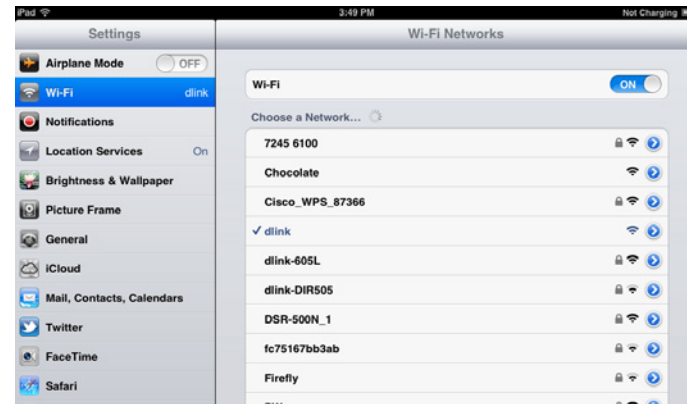 iPad 3:49 PM Not Charging
Settings
Wi-Fi Networks
Airplane Mode OFF
Wi-Fi dlink
Notifications
Location Services On
Brightness & Wallpaper
Picture Frame
General
iCloud
Mail, Contacts, Calendars
Twitter
FaceTime
Safari
Wi-Fi ON
Choose a Network...
7245 6100
Chocolate
Cisco_WPS_87366
✓ dlink
dlink-605L
dlink-DIR505
DSR-500N_1
fc75167bb3ab
Firefly